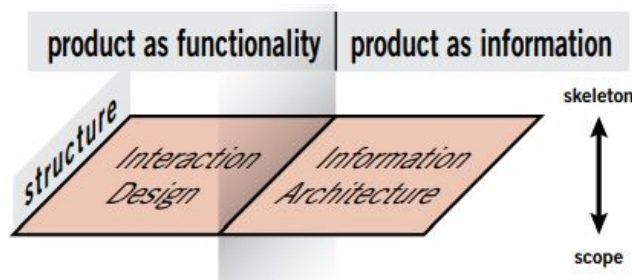 product as functionality product as information
structure
skeleton
Interaction Information
Design Architecture
scope